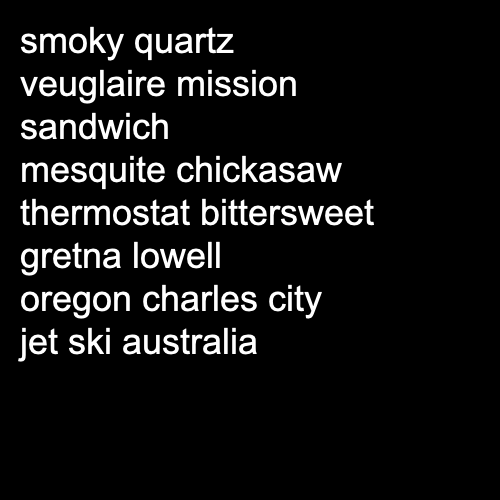 smoky quartz
veuglaire mission
sandwich
mesquite chickasaw
thermostat bittersweet
gretna lowell
oregon charles city
jet ski australia